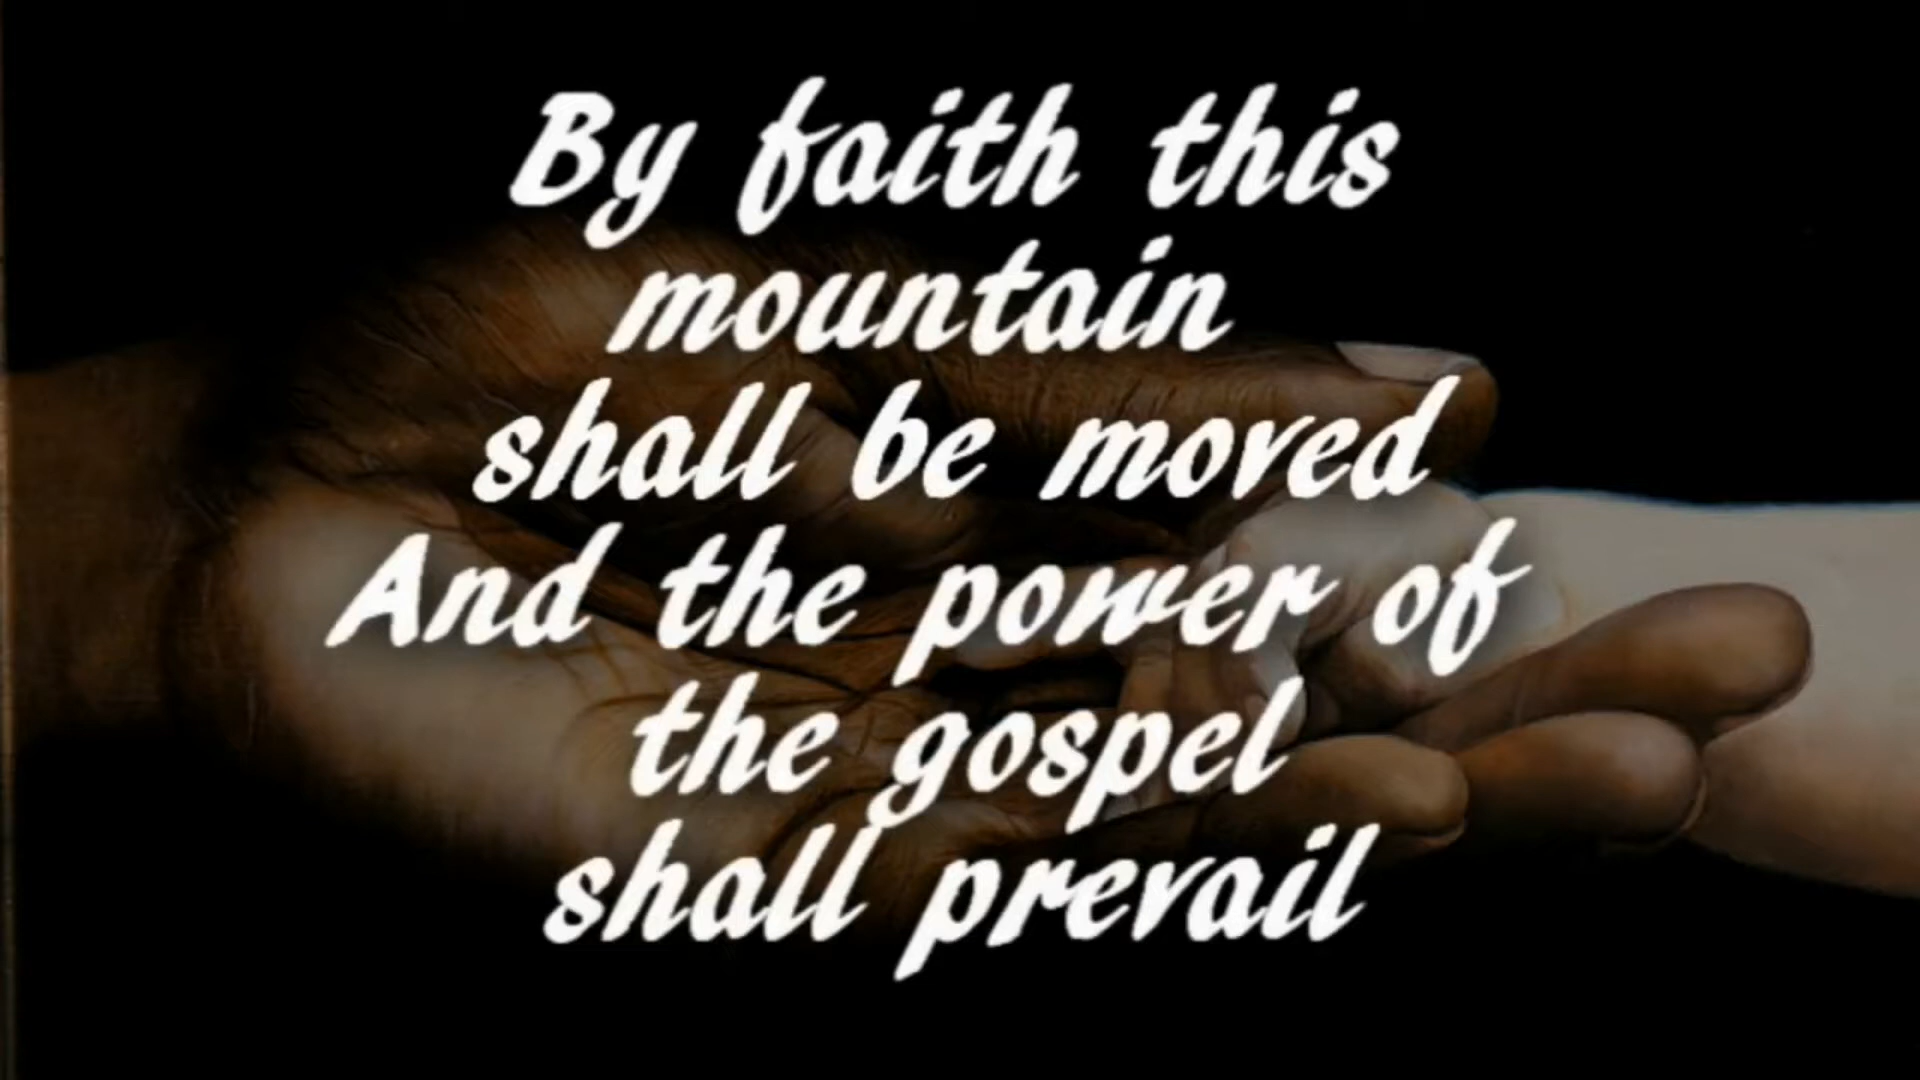 By faith this
mountain
shall be moved
And the power of
the gospel
shall prevail